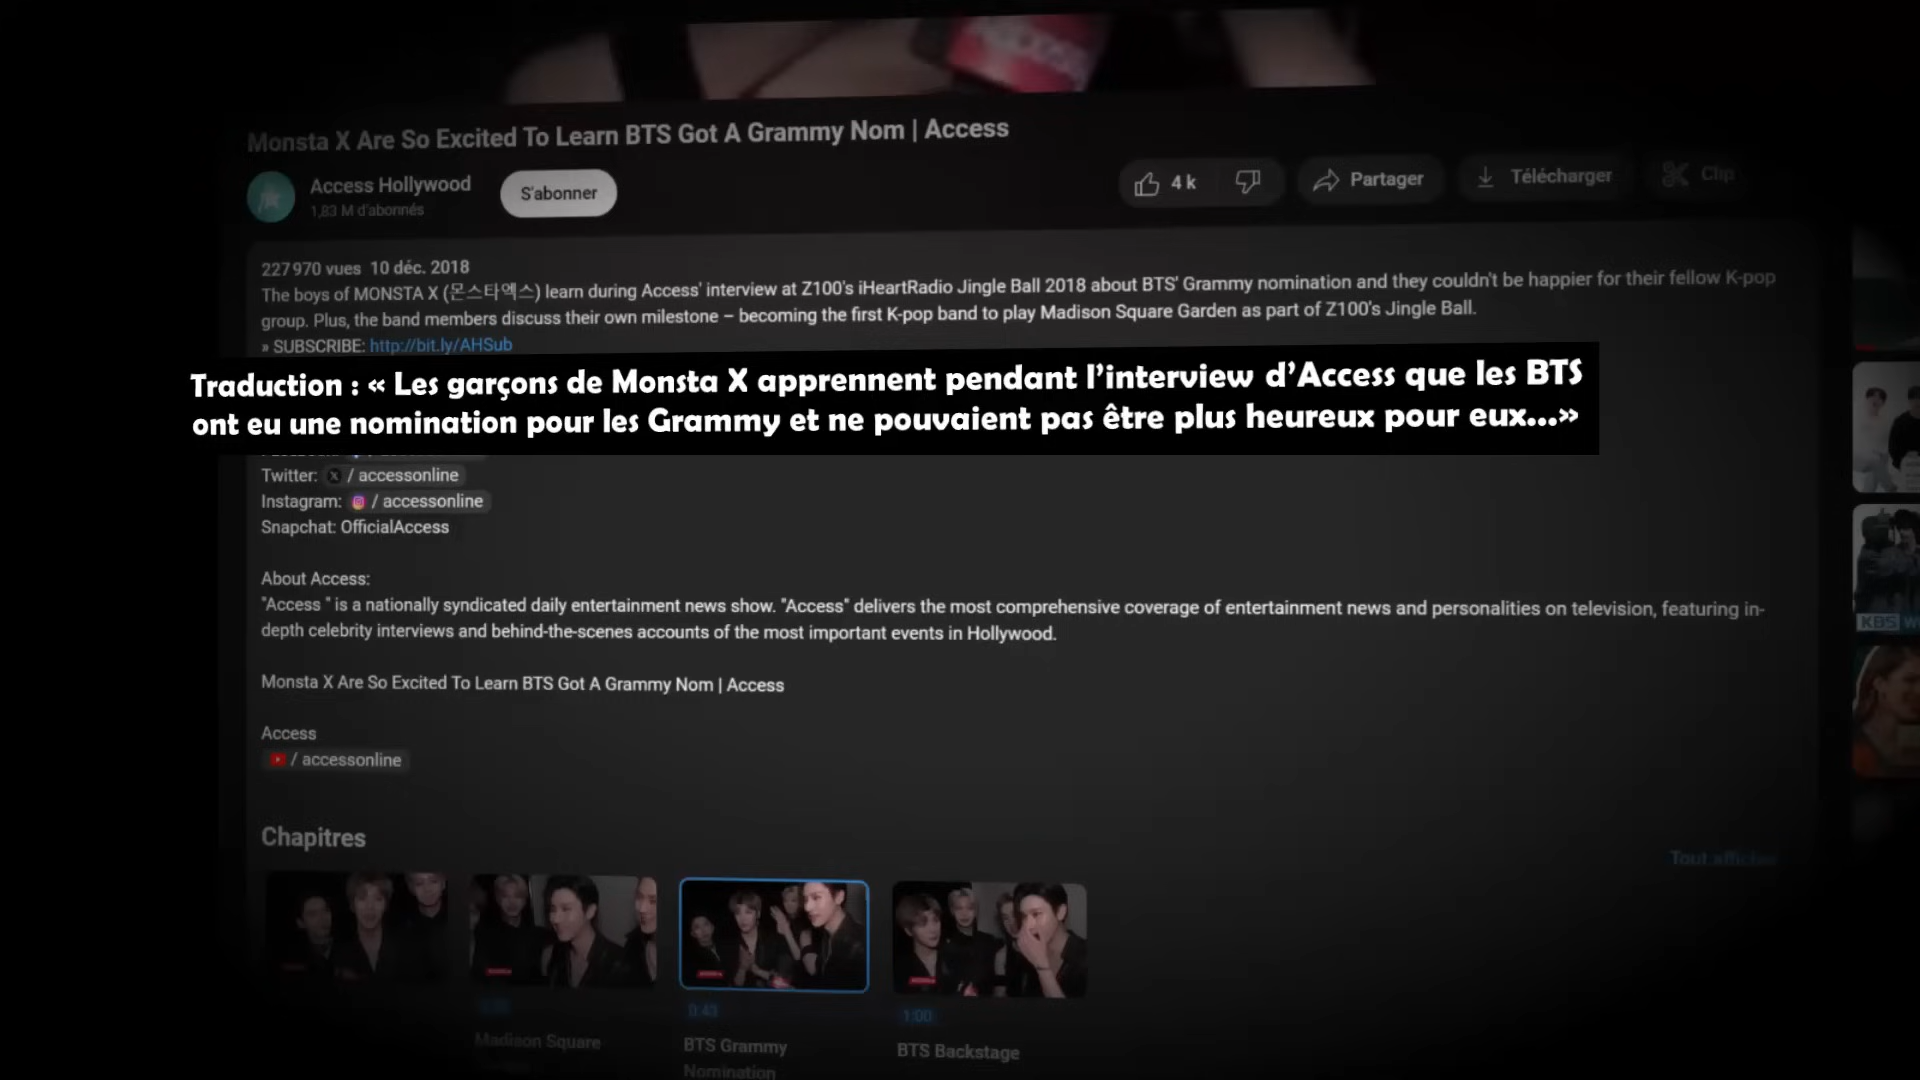 Monsta X Are So Excited To Learn BTS Got A Grammy Nom | Access
Access Hollywood
1,83 M d'abonnés
S'abonner
4 k
Partager
Télécharger
Clip
227 970 vues 10 déc. 2018
The boys of MONSTA X (몬스타엑스) learn during Access' interview at Z100's iHeartRadio Jingle Ball 2018 about BTS' Grammy nomination and they couldn't be happier for their fellow K-pop
group. Plus, the band members discuss their own milestone – becoming the first K-pop band to play Madison Square Garden as part of Z100's Jingle Ball.
» SUBSCRIBE: http://bit.ly/AHSub
Traduction : « Les garçons de Monsta X apprennent pendant l'interview d'Access que les BTS
ont eu une nomination pour les Grammy et ne pouvaient pas être plus heureux pour eux...»
Twitter: / accessonline
Instagram: / accessonline
Snapchat: OfficialAccess
About Access:
"Access " is a nationally syndicated daily entertainment news show. "Access" delivers the most comprehensive coverage of entertainment news and personalities on television, featuring in-
depth celebrity interviews and behind-the-scenes accounts of the most important events in Hollywood.
Monsta X Are So Excited To Learn BTS Got A Grammy Nom | Access
Access
/ accessonline
Chapitres
Tout afficher
0:43
1:00
Madison Square
BTS Grammy
Nomination
BTS Backstage
KBS